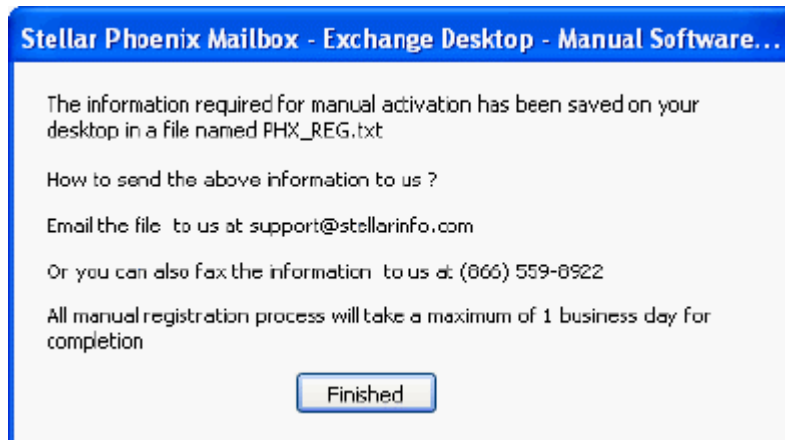 Stellar Phoenix Mailbox - Exchange Desktop - Manual Software...
The information required for manual activation has been saved on your
desktop in a file named PHX_REG.txt
How to send the above information to us ?
Email the file  to us at support@stellarinfo.com
Or you can also fax the information  to us at (866) 559-8922
All manual registration process will take a maximum of 1 business day for
completion
Finished